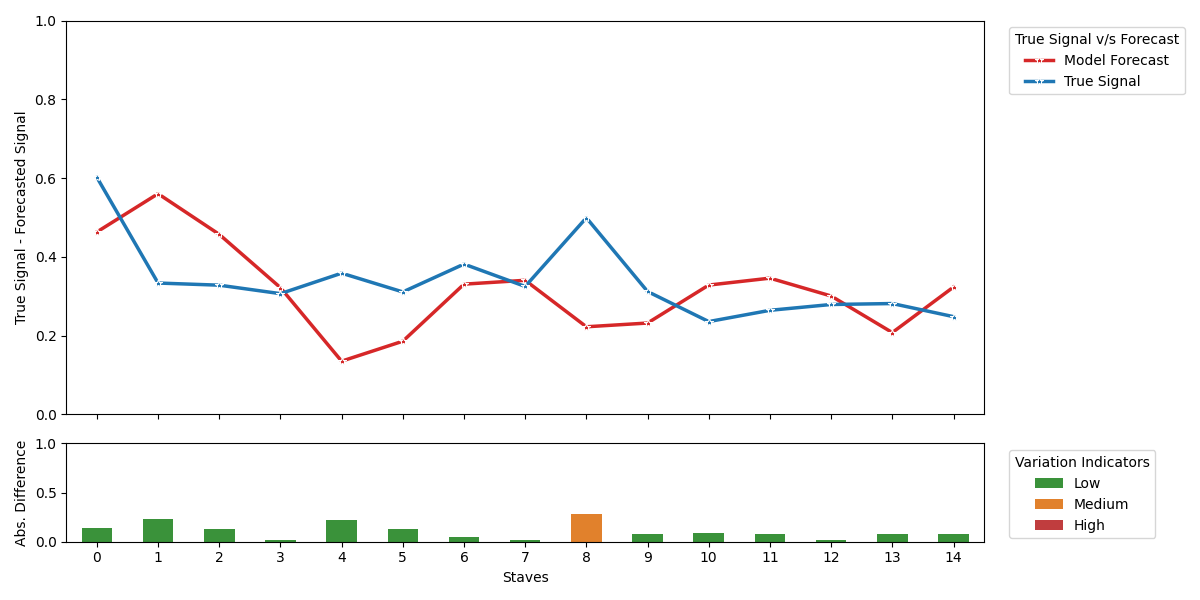 1.0
0.8
0.6
0.4
0.2
0.0
True Signal - Forecasted Signal
True Signal v/s Forecast
Model Forecast
True Signal
1.0
0.5
0.0
Abs. Difference
0 1 2 3 4 5 6 7 8 9 10 11 12 13 14
Staves
Variation Indicators
Low
Medium
High